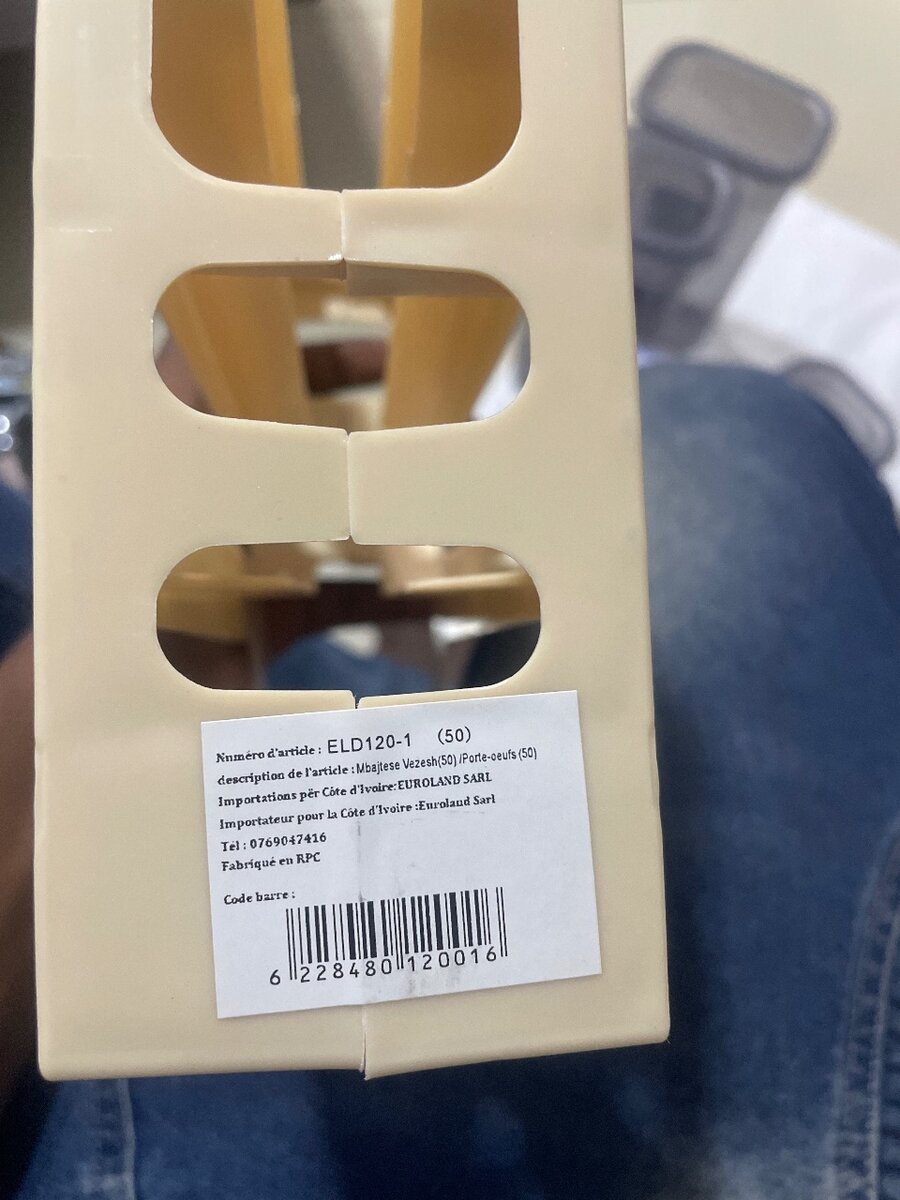 Numéro d'article : ELD120-1 (50)
description de l'article : Mbajtese Vezesh(50) /Porte-oeufs (50)
Importations për Côte d'Ivoire:EUROLAND SARL
Importateur pour la Côte d'Ivoire :Euroland Sarl
Tél : 0769047416
Fabriqué en RPC
Code barre :
6 228480 120016